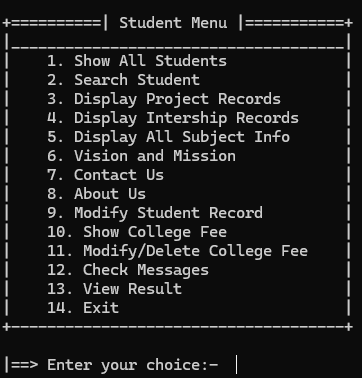 +==========| Student Menu |===========+
|_____________________________________|
|    1. Show All Students             |
|    2. Search Student                |
|    3. Display Project Records       |
|    4. Display Intership Records     |
|    5. Display All Subject Info      |
|    6. Vision and Mission            |
|    7. Contact Us                    |
|    8. About Us                      |
|    9. Modify Student Record         |
|    10. Show College Fee             |
|    11. Modify/Delete College Fee    |
|    12. Check Messages               |
|    13. View Result                  |
|    14. Exit                         |
+-------------------------------------+
|==> Enter your choice:-